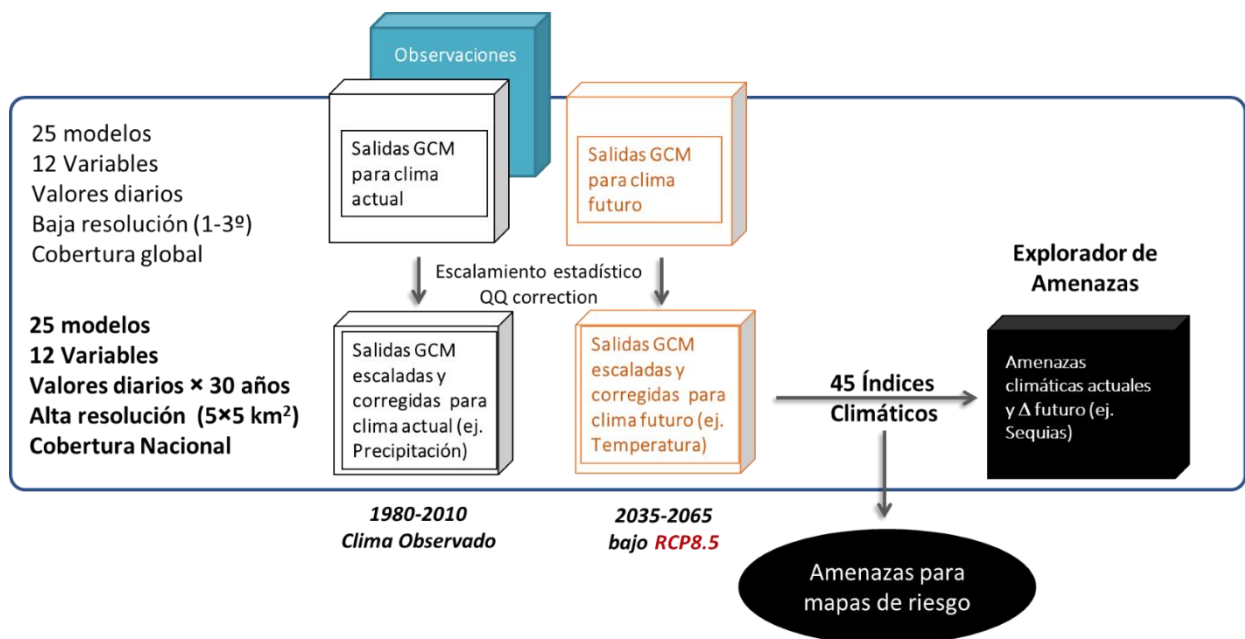 Observaciones
25 modelos
12 Variables
Valores diarios
Baja resolución (1-3º)
Cobertura global
Salidas GCM
para clima
actual
Salidas GCM
para clima
futuro
Escalamiento estadístico
QQ correction
Explorador de
Amenazas
25 modelos
12 Variables
Valores diarios × 30 años
Alta resolución (5×5 km²)
Cobertura Nacional
Salidas GCM
escaladas y
corregidas para
clima actual (ej.
Precipitación)
Salidas GCM
escaladas y
corregidas para
clima futuro (ej.
Temperatura)
45 Índices
Climáticos
Amenazas
climáticas actuales
y Δ futuro (ej.
Sequias)
1980-2010
Clima Observado
2035-2065
bajo RCP8.5
Amenazas para
mapas de riesgo